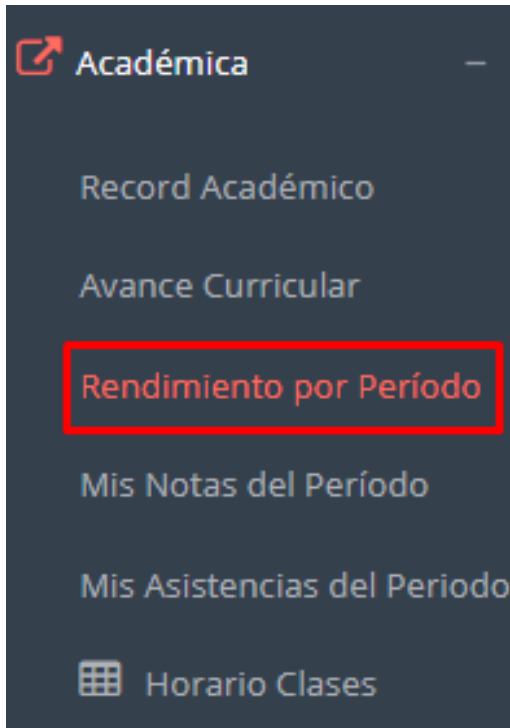 Académica
Record Académico
Avance Curricular
Rendimiento por Período
Mis Notas del Período
Mis Asistencias del Periodo
Horario Clases